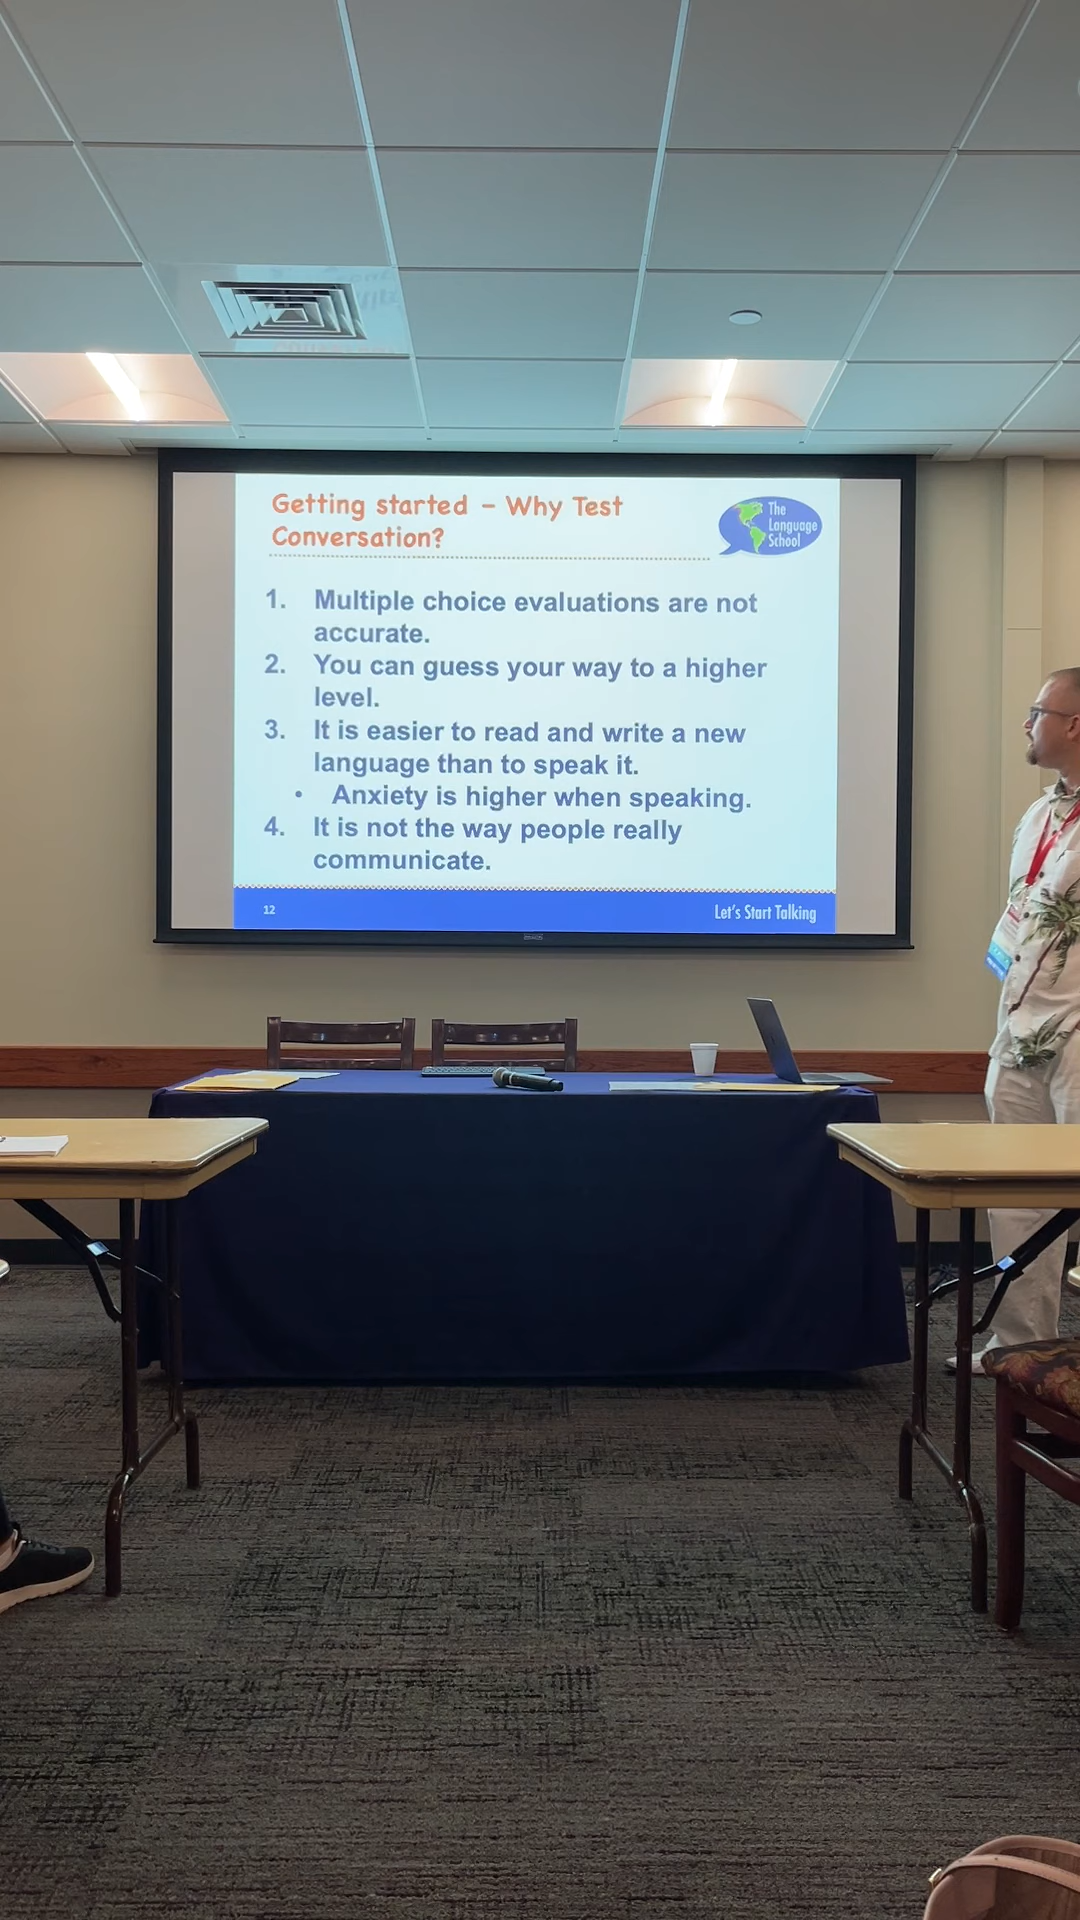 Getting started – Why Test
Conversation?
The
Language
School
1. Multiple choice evaluations are not
accurate.
2. You can guess your way to a higher
level.
3. It is easier to read and write a new
language than to speak it.
• Anxiety is higher when speaking.
4. It is not the way people really
communicate.
12
Let's Start Talking